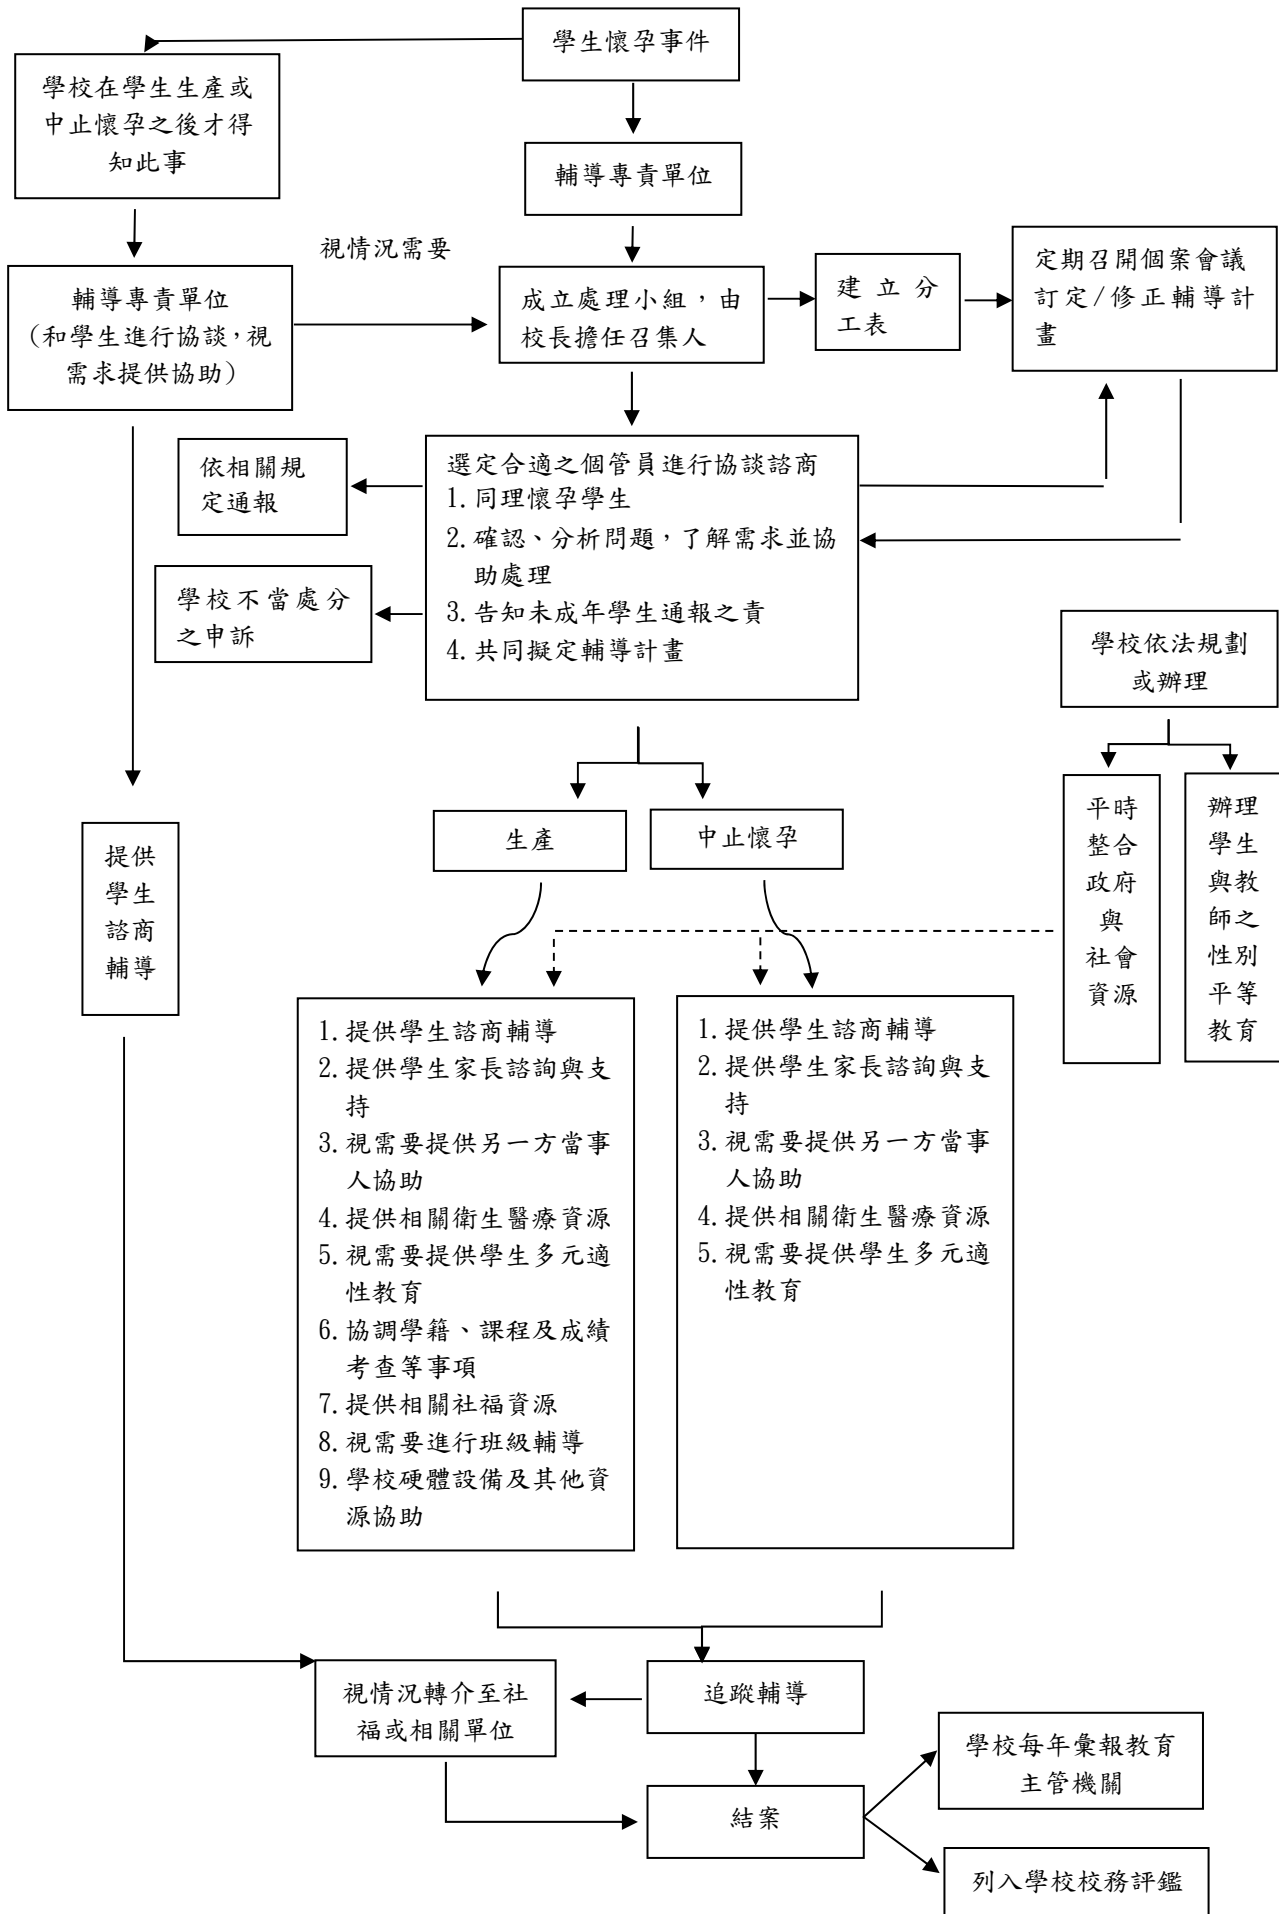 學生懷孕事件
學校在學生生產或
中止懷孕之後才得
知此事
輔導專責單位
視情況需要
輔導專責單位
(和學生進行協談,視
需求提供協助)
成立處理小組,由
校長擔任召集人
建立分
工表
定期召開個案會議
訂定/修正輔導計
畫
依相關規
定通報
選定合適之個管員進行協談諮商
1.同理懷孕學生
2.確認、分析問題,了解需求並協
助處理
3.告知未成年學生通報之責
4.共同擬定輔導計畫
學校不當處分
之申訴
學校依法規劃
或辦理
平時
整合
政府
與
社會
資源
辦理
學生
與教
師之
性別
平等
教育
生產
中止懷孕
提供
學生
諮商
輔導
1.提供學生諮商輔導
2.提供學生家長諮詢與支
持
3.視需要提供另一方當事
人協助
4.提供相關衛生醫療資源
5.視需要提供學生多元適
性教育
6.協調學籍、課程及成績
考查等事項
7.提供相關社福資源
8.視需要進行班級輔導
9.學校硬體設備及其他資
源協助
1.提供學生諮商輔導
2.提供學生家長諮詢與支
持
3.視需要提供另一方當事
人協助
4.提供相關衛生醫療資源
5.視需要提供學生多元適
性教育
視情況轉介至社
福或相關單位
追蹤輔導
結案
學校每年彙報教育
主管機關
列入學校校務評鑑